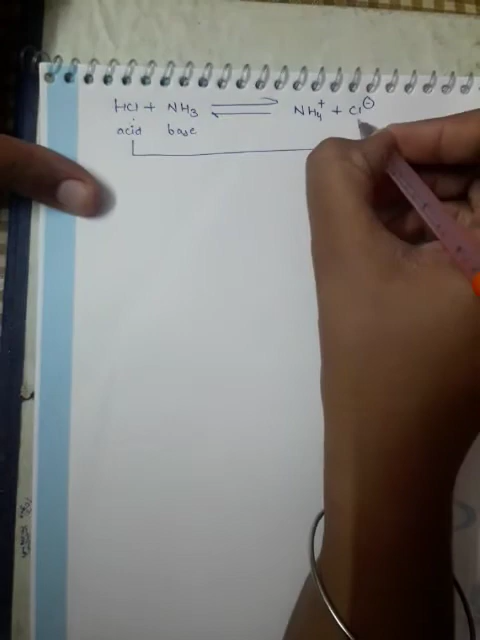 HCl + NH₃ ⇌ NH₄⁺ + Cl⊖
acid base